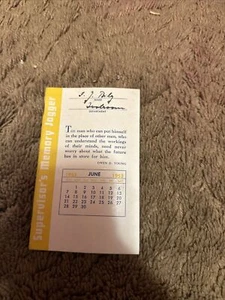 Supervisor's Memory Jogger
DEPARTMENT
The man who can put himself
in the place of other men, who
can understand the workings
of their minds, need never
worry about what the future
has in store for him.
OWEN D. YOUNG
JUNE
1 2 3 4 5 6
7 8 9 10 11 12 13
14 15 16 17 18 19 20
21 22 23 24 25 26 27
28 29 30